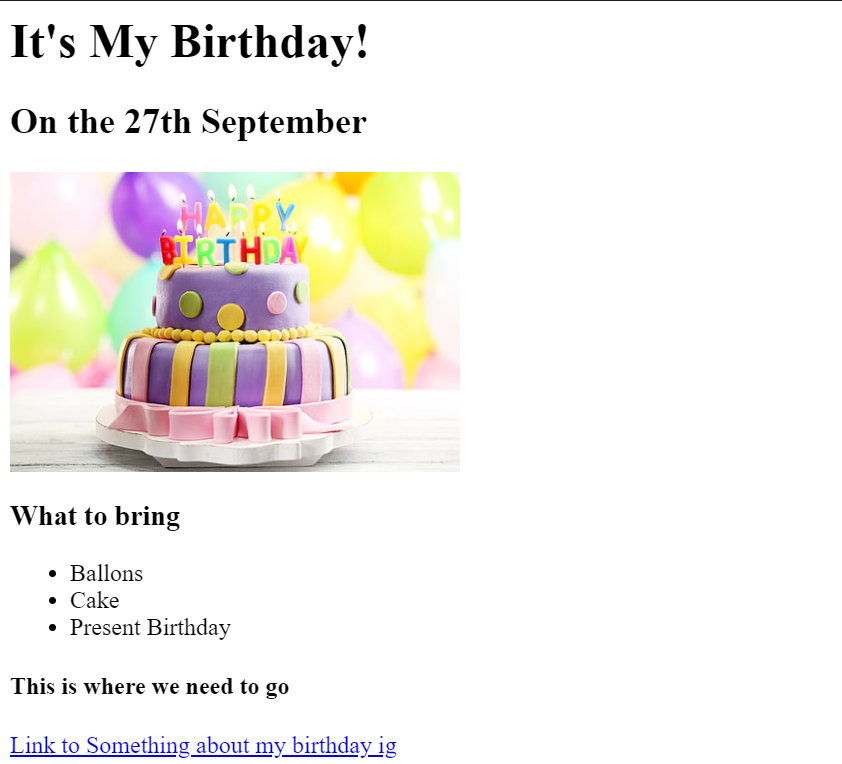 It's My Birthday!
On the 27th September
HAPPY
BIRTHDAY
What to bring
Ballons
Cake
Present Birthday
This is where we need to go
Link to Something about my birthday ig